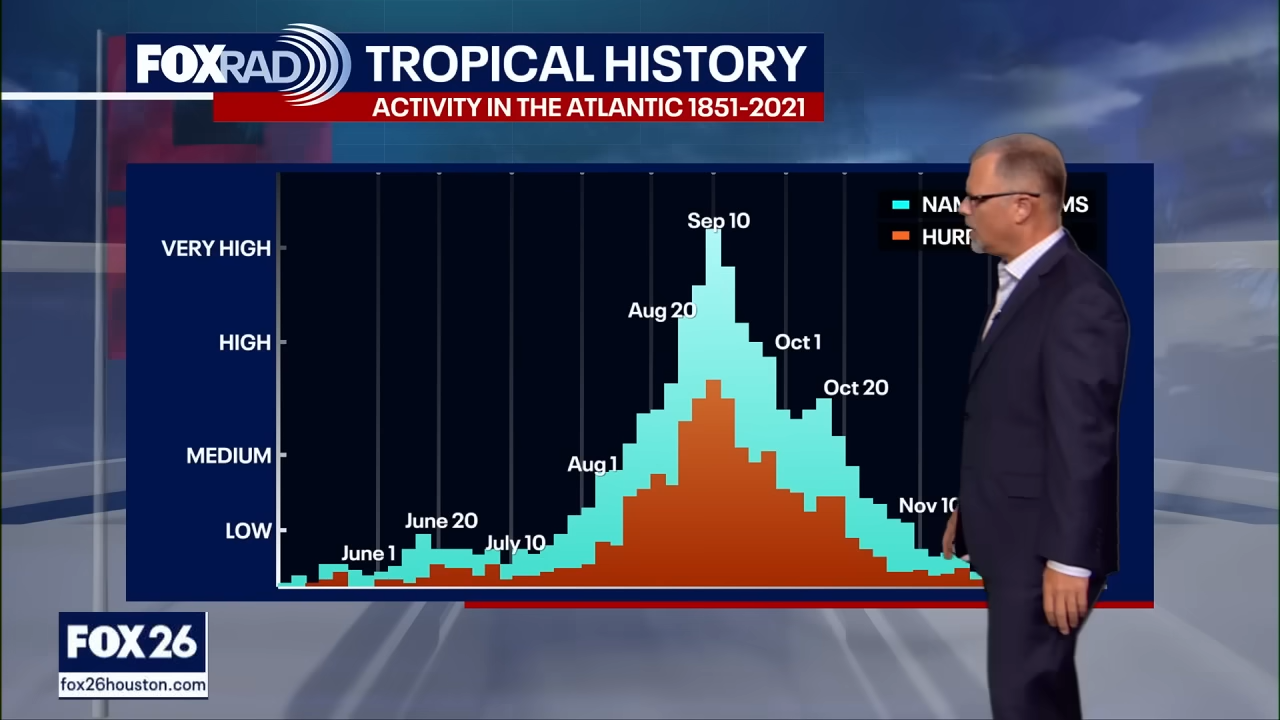 FOXRAD TROPICAL HISTORY
ACTIVITY IN THE ATLANTIC 1851-2021
Sep 10
VERY HIGH
Aug 20
HIGH
Oct 1
Oct 20
MEDIUM
Aug 1
Nov 10
LOW
June 20
July 10
June 1
FOX 26
fox26houston.com